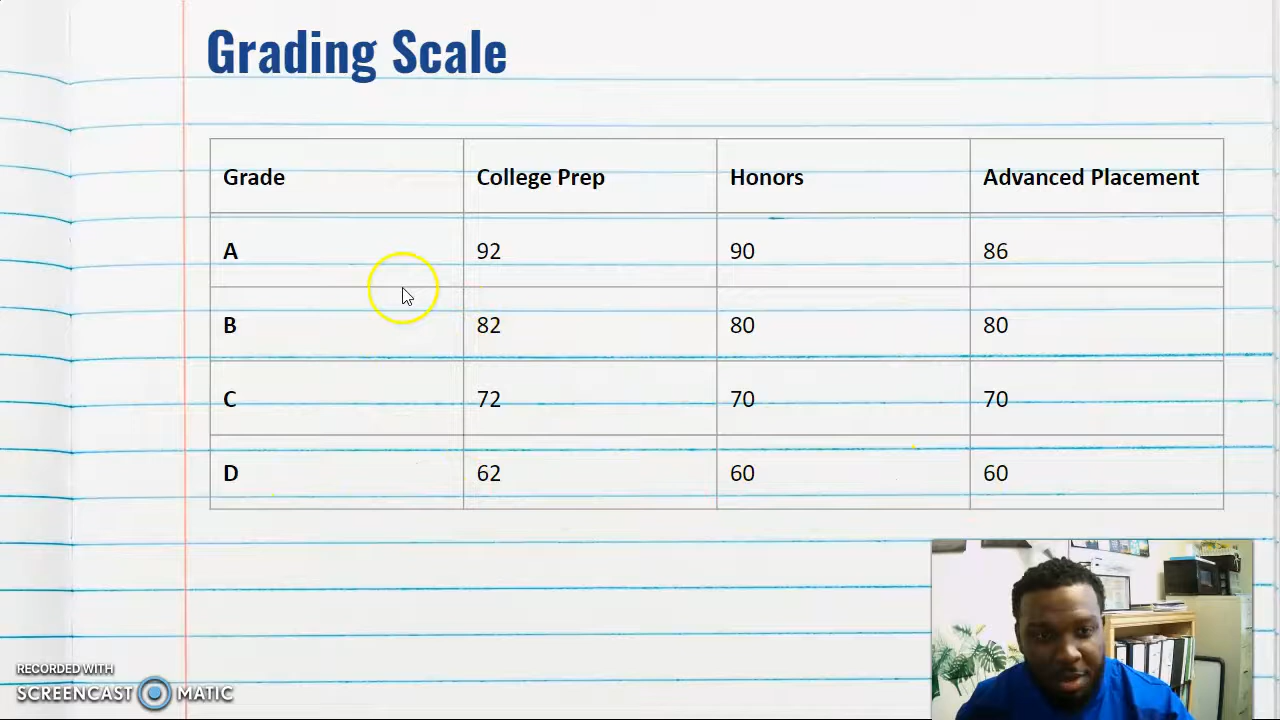 Grading Scale
Grade College Prep Honors Advanced Placement
A 92 90 86
B 82 80 80
C 72 70 70
D 62 60 60
RECORDED WITH
SCREENCAST MATIC